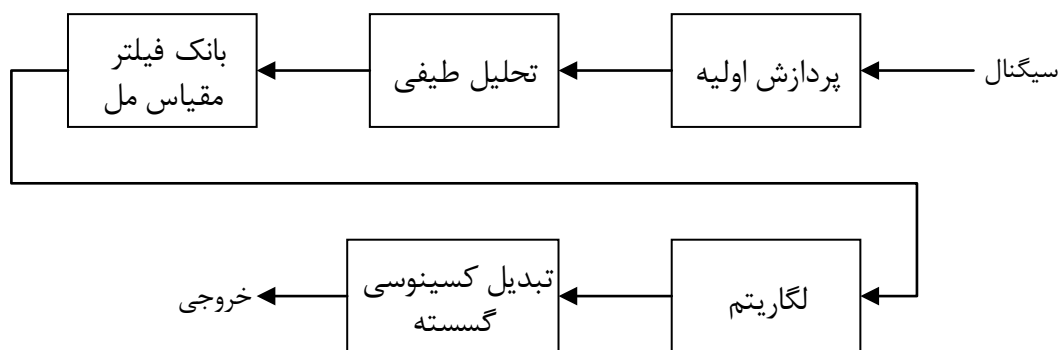 سیگنال
پردازش اولیه
تحلیل طیفی
بانک فیلتر
مقیاس مل
لگاریتم
تبدیل کسینوسی
گسسته
خروجی